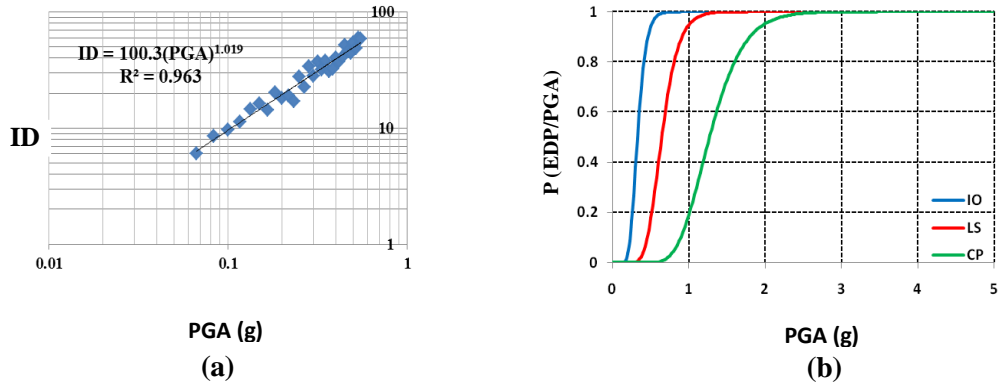 ID = 100.3(PGA)^1.019
R² = 0.963
ID
100
10
1
0.01
0.1
1
PGA (g)
(a)
P (EDP/PGA)
1
0.8
0.6
0.4
0.2
0
0
1
2
3
4
5
IO
LS
CP
PGA (g)
(b)